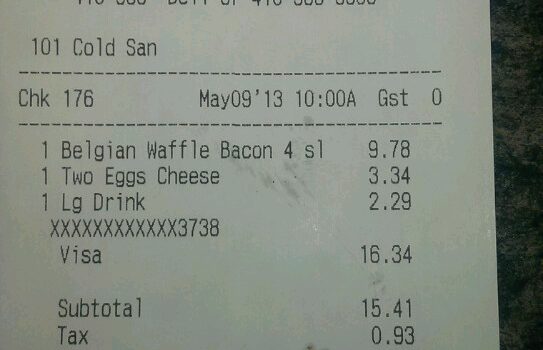 101 Cold San
Chk 176 May09'13 10:00A Gst 0
1 Belgian Waffle Bacon 4 sl 9.78
1 Two Eggs Cheese 3.34
1 Lg Drink 2.29
XXXXXXXXXXXX3738
Visa 16.34
Subtotal 15.41
Tax 0.93